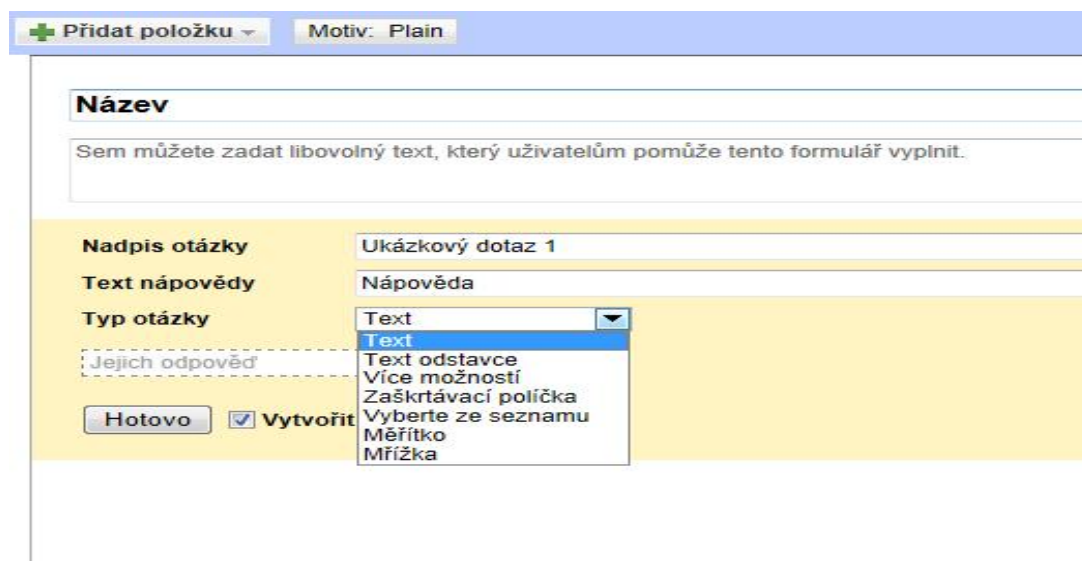 Přidat položku Motiv: Plain
Název
Sem můžete zadat libovolný text, který uživatelům pomůže tento formulář vyplnit.
Nadpis otázky Ukázkový dotaz 1
Text nápovědy Nápověda
Typ otázky Text
Text
Jejich odpověď Text odstavce
Více možností
Zaškrtávací políčka
Hotovo Vytvořit Vyberte ze seznamu
Měřítko
Mřížka